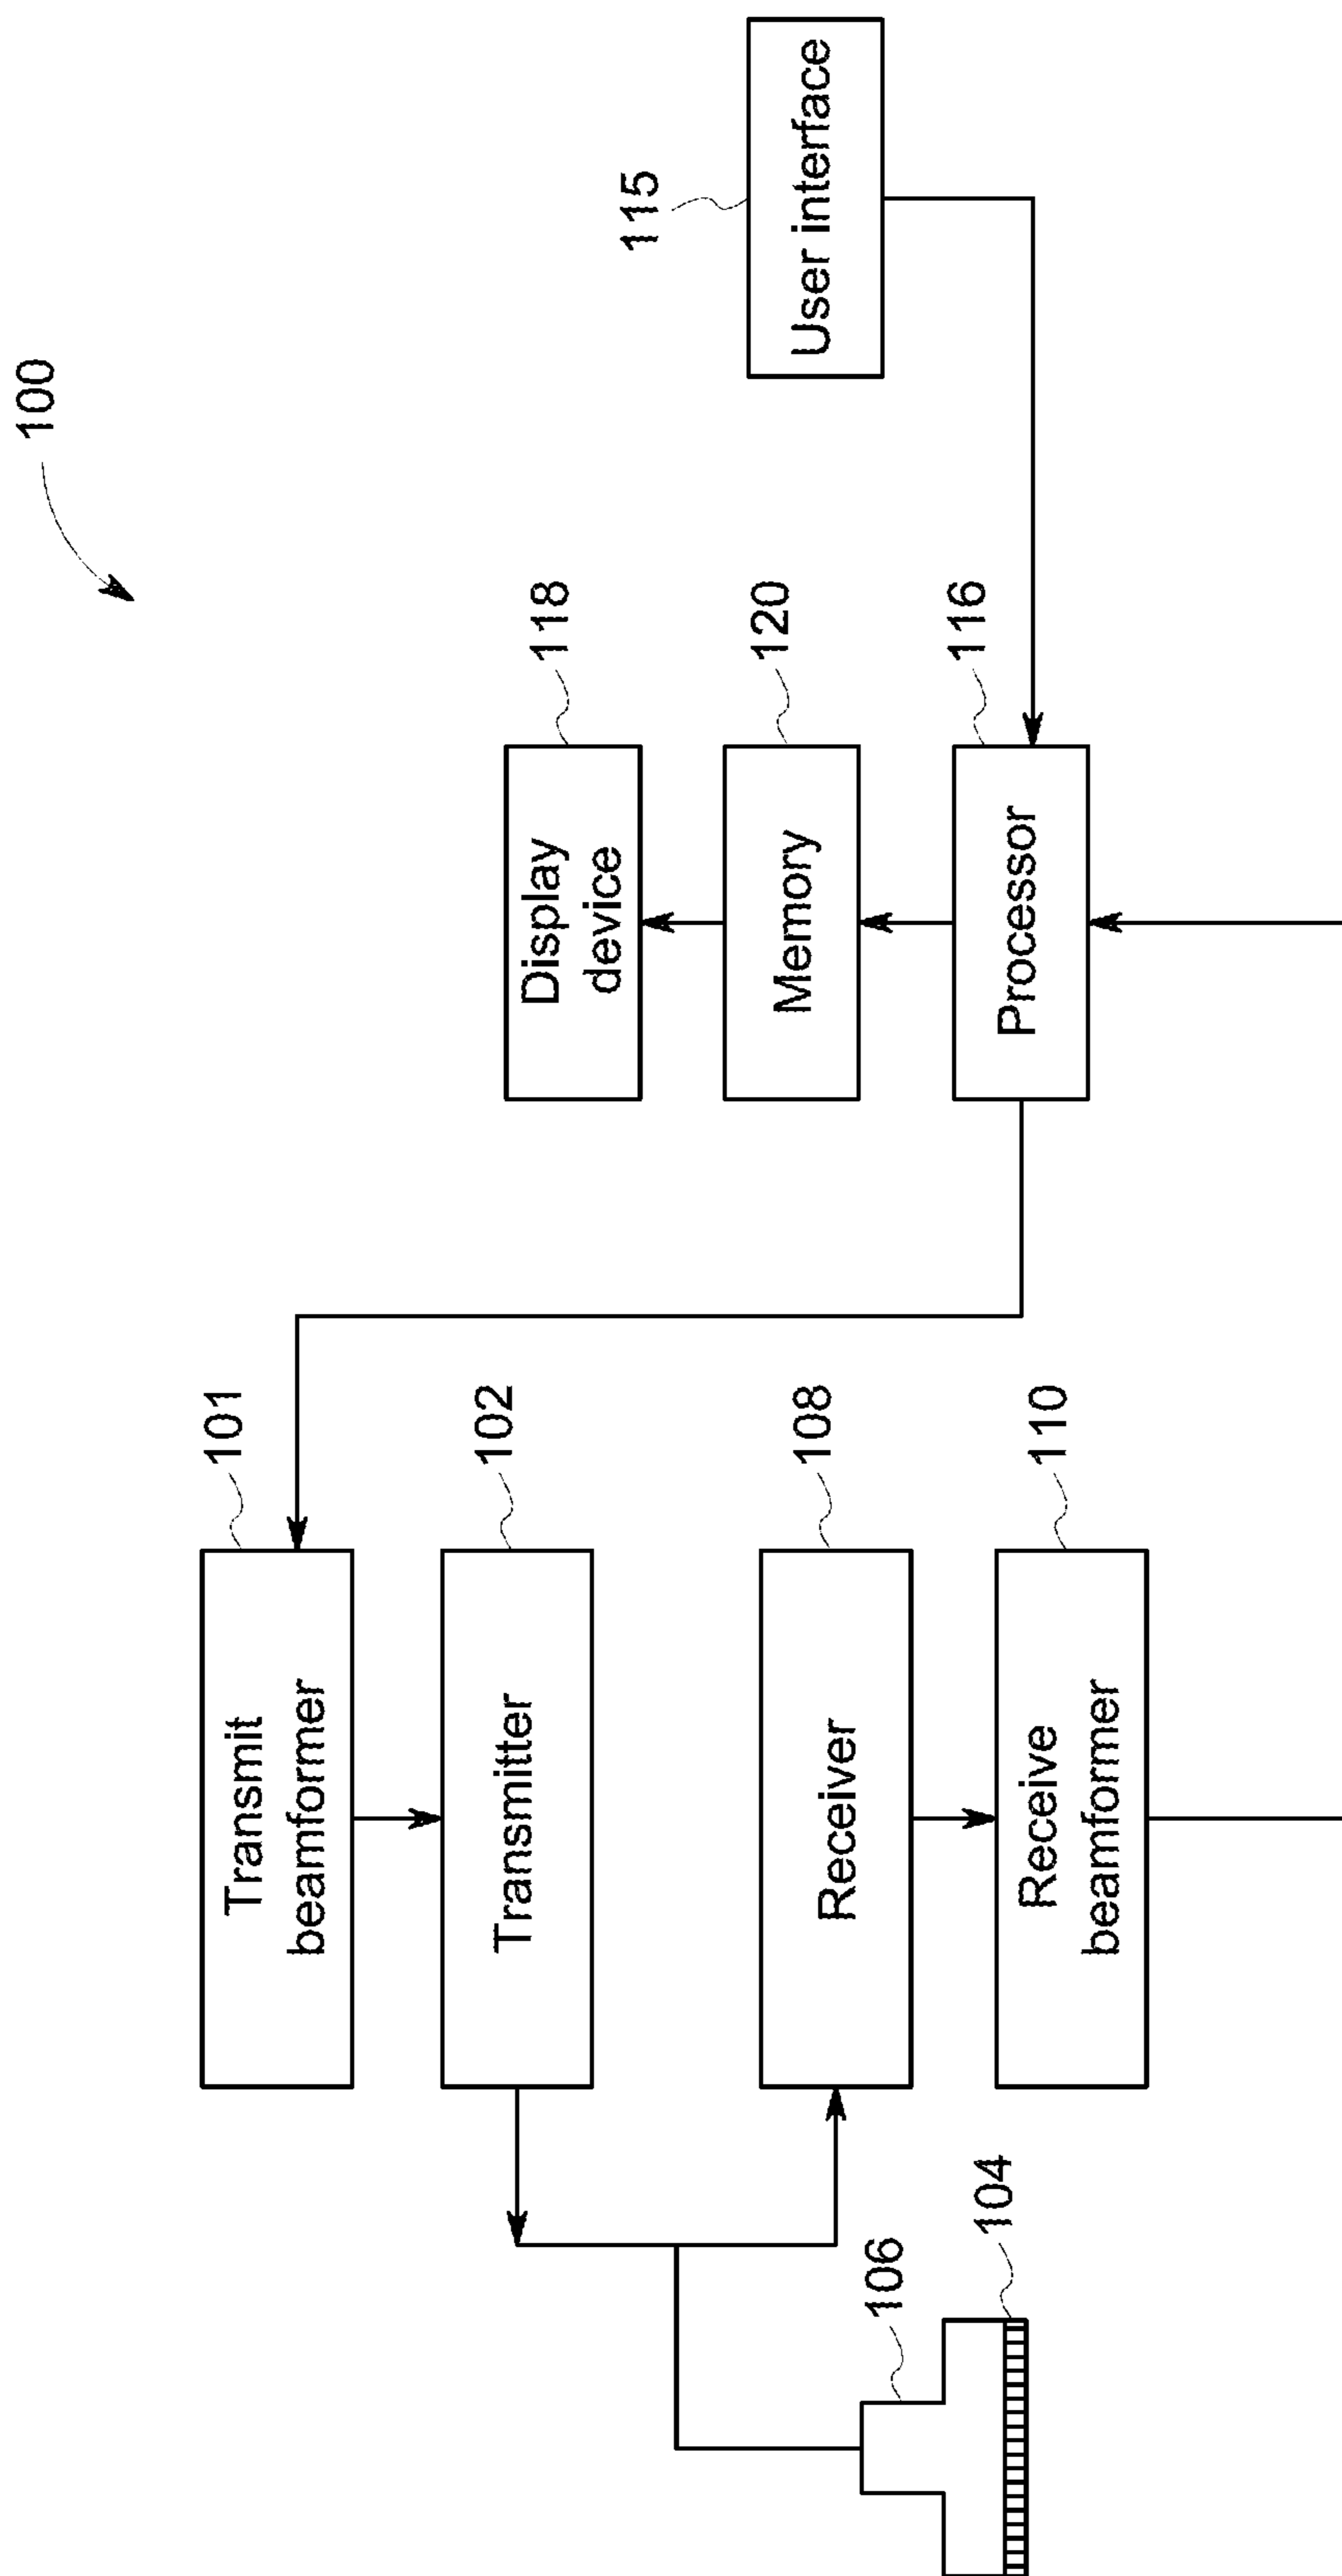 100
101
Transmit
beamformer
102
Transmitter
108
Receiver
110
Receive
beamformer
106
104
118
Display
device
120
Memory
116
Processor
115
User interface